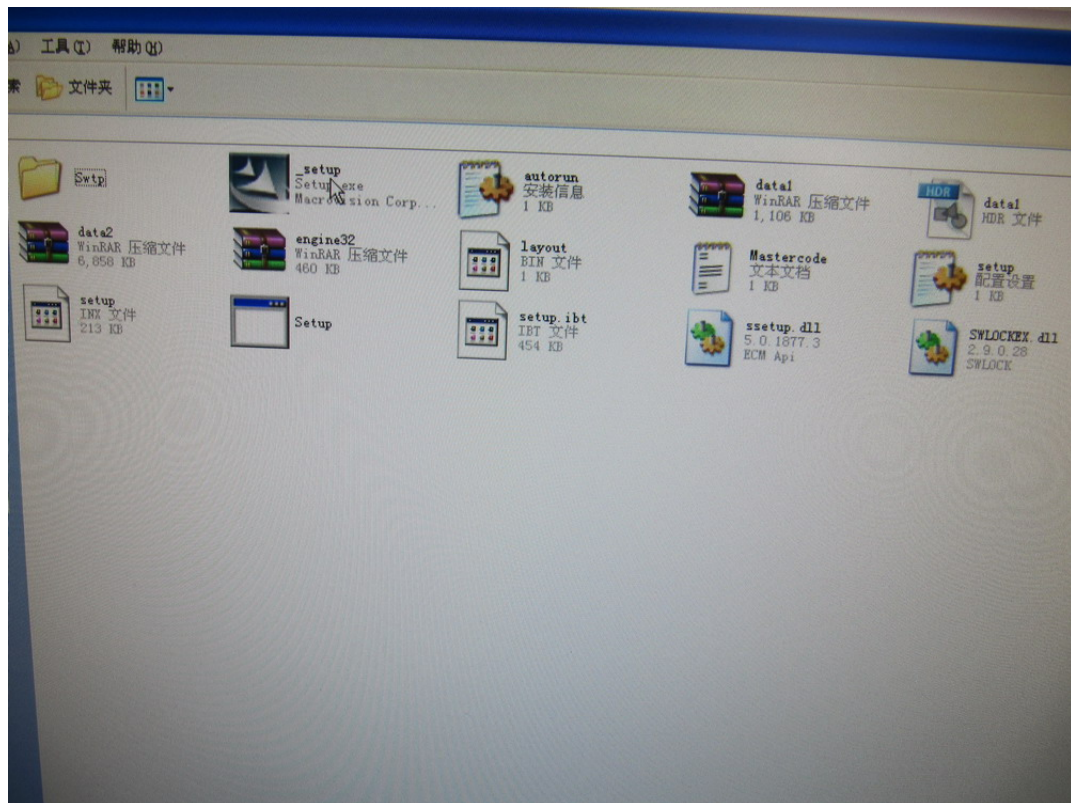 工具(T) 帮助(H)
文件夹
Swtp
_setup
Setup.exe
Macrovision Corp...
autorun
安装信息
1 KB
data1
WinRAR 压缩文件
1,106 KB
HDR
data1
HDR 文件
data2
WinRAR 压缩文件
6,858 KB
engine32
WinRAR 压缩文件
460 KB
layout
BIN 文件
1 KB
Mastercode
文本文档
1 KB
setup
配置设置
1 KB
setup
INX 文件
213 KB
Setup
setup.ibt
IBT 文件
454 KB
ssetup.dll
5.0.1877.3
ECM Api
SWLOCKEX.dll
2.9.0.28
SWLOCK